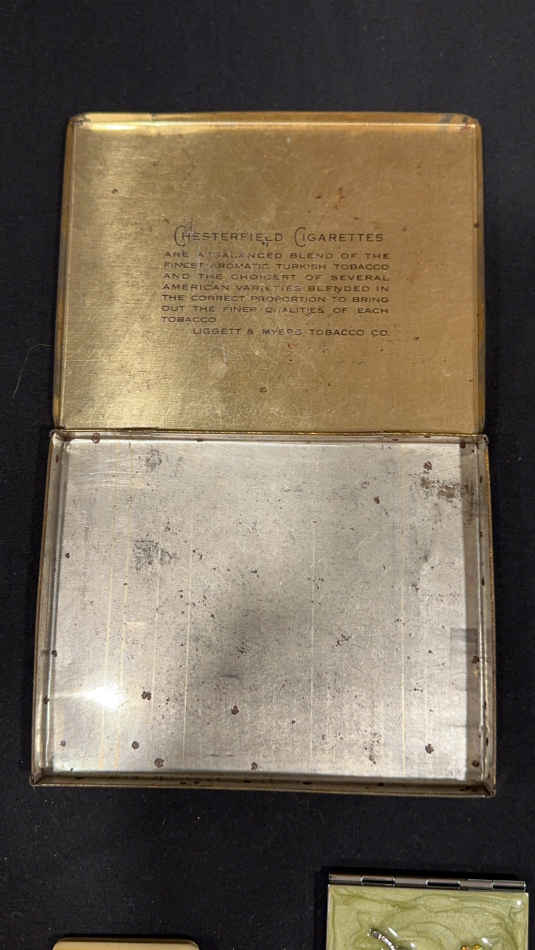 CHESTERFIELD CIGARETTES
ARE A BALANCED BLEND OF THE
FINEST AROMATIC TURKISH TOBACCO
AND THE CHOICEST OF SEVERAL
AMERICAN VARIETIES BLENDED IN
THE CORRECT PROPORTION TO BRING
OUT THE FINER QUALITIES OF EACH
TOBACCO.
LIGGETT & MYERS TOBACCO CO.